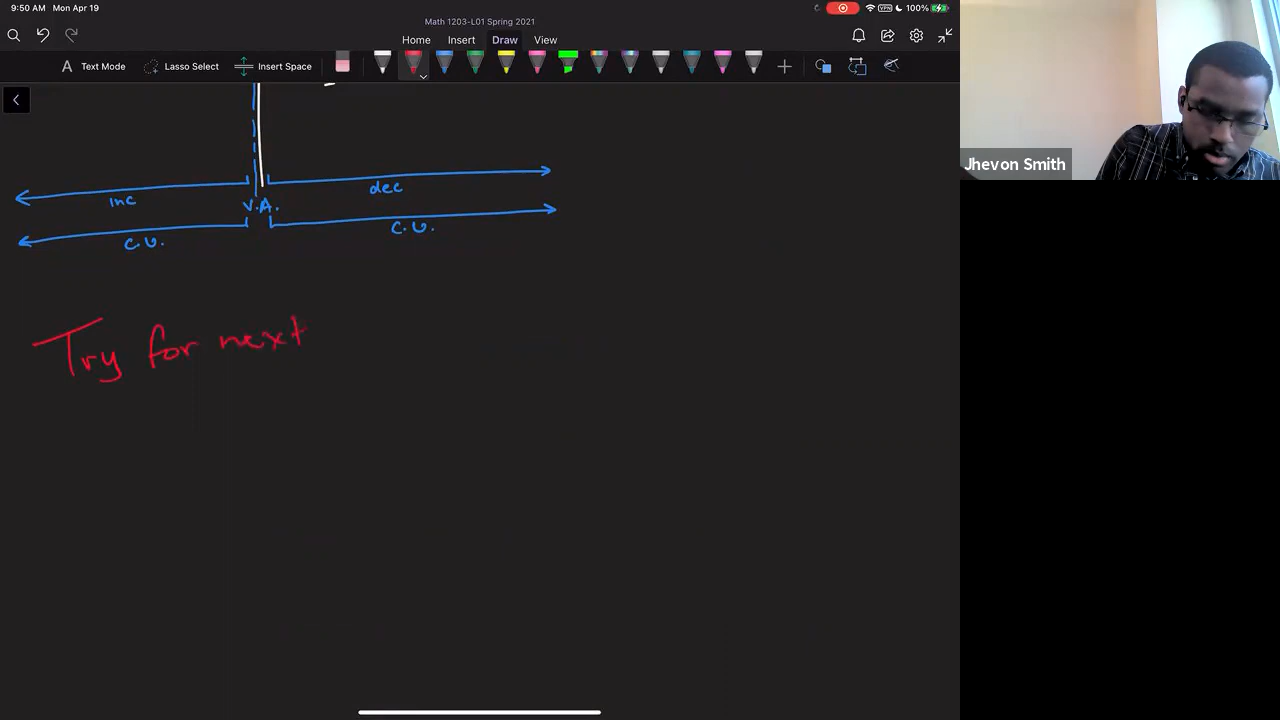 9:50 AM Mon Apr 19
VPN 100%
Math 1203-L01 Spring 2021
Home Insert Draw View
Text Mode Lasso Select Insert Space
Jhevon Smith
inc V.A. dec
C.U. C.U.
Try for next